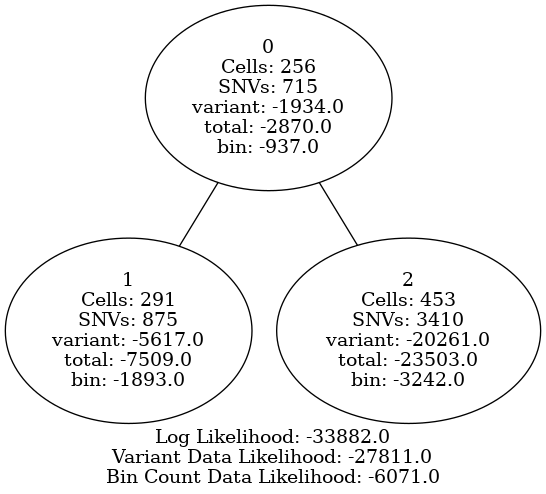 0
Cells: 256
SNVs: 715
variant: -1934.0
total: -2870.0
bin: -937.0
1
Cells: 291
SNVs: 875
variant: -5617.0
total: -7509.0
bin: -1893.0
2
Cells: 453
SNVs: 3410
variant: -20261.0
total: -23503.0
bin: -3242.0
Log Likelihood: -33882.0
Variant Data Likelihood: -27811.0
Bin Count Data Likelihood: -6071.0